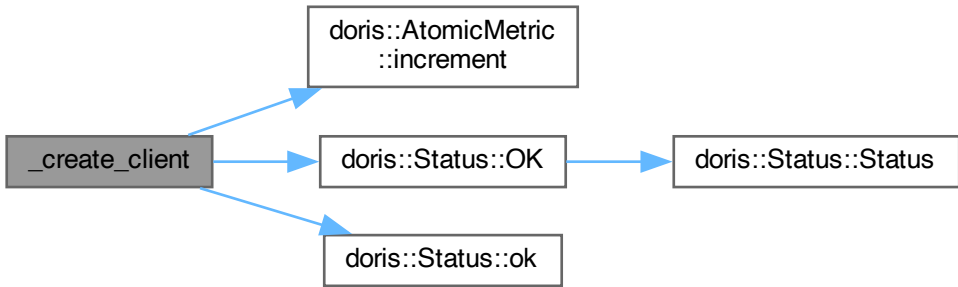 doris::AtomicMetric
::increment
_create_client
doris::Status::OK
doris::Status::Status
doris::Status::ok